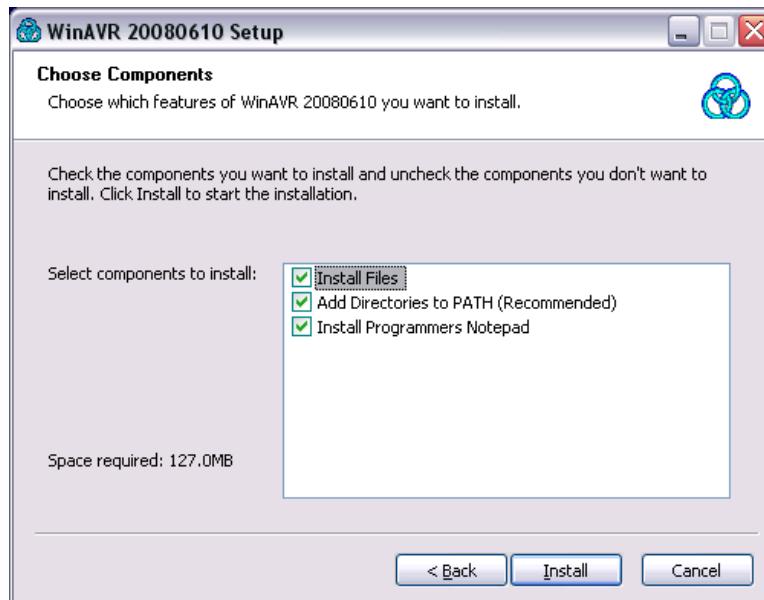 WinAVR 20080610 Setup
Choose Components
Choose which features of WinAVR 20080610 you want to install.
Check the components you want to install and uncheck the components you don't want to
install. Click Install to start the installation.
Select components to install:
Install Files
Add Directories to PATH (Recommended)
Install Programmers Notepad
Space required: 127.0MB
< Back
Install
Cancel